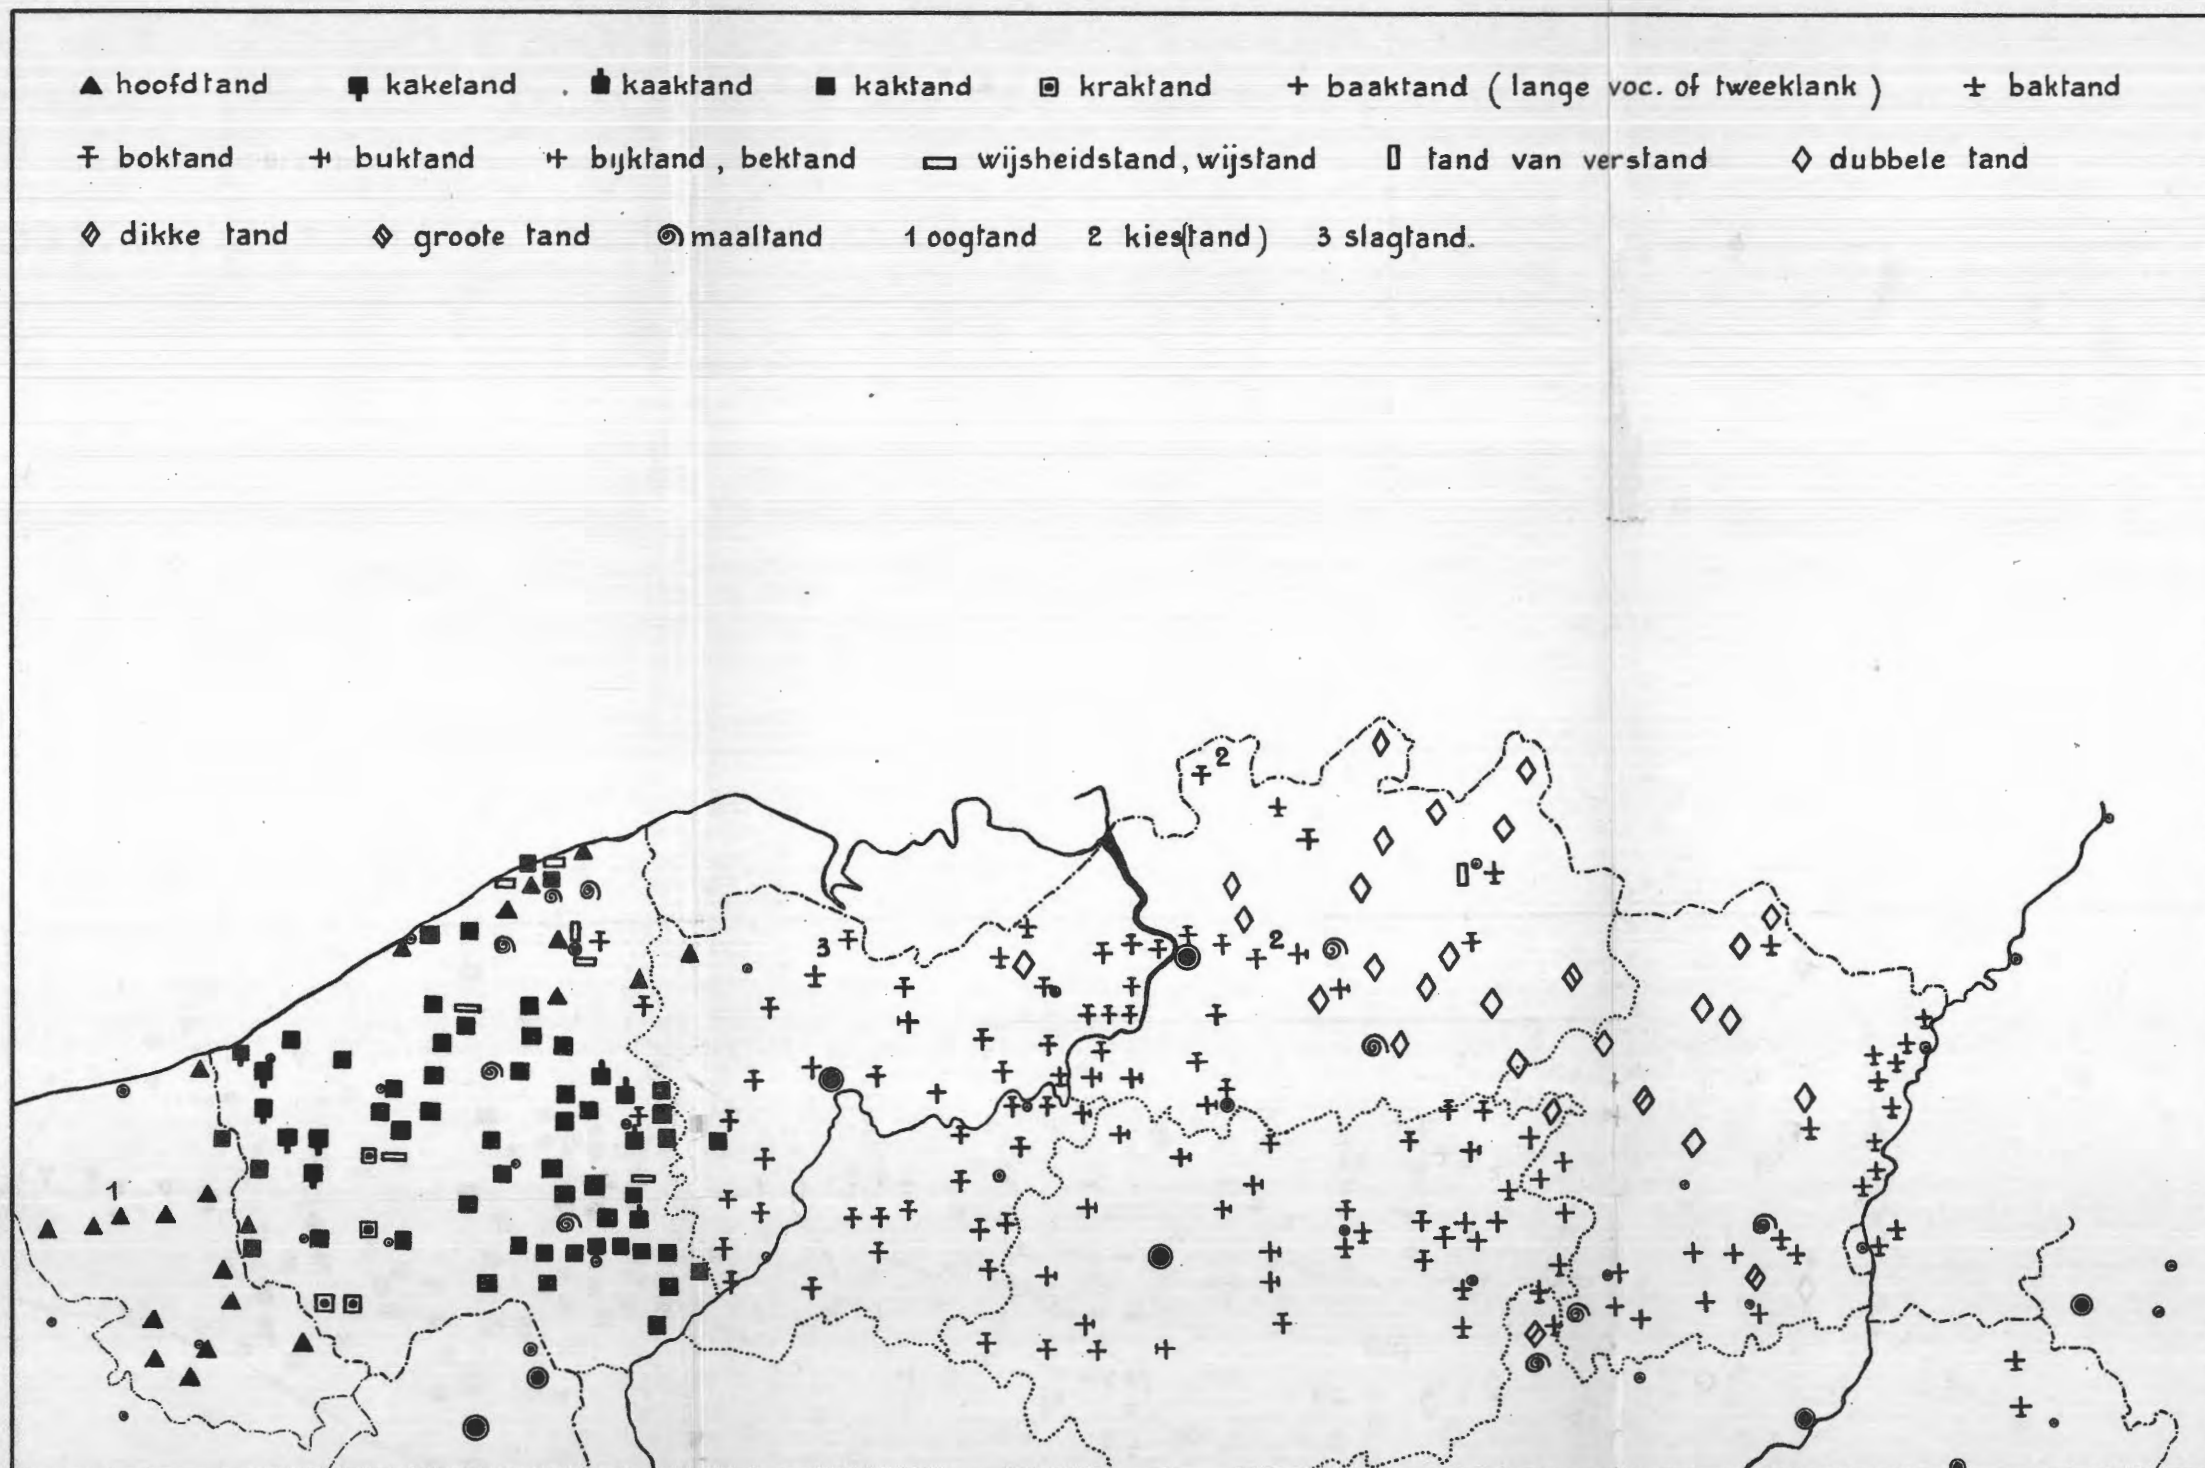 hoofdtand kaketand kaaktand kaktand kraktand baaktand ( lange voc. of tweeklank ) baktand
boktand buktand bijktand, bektand wijsheidstand, wijstand tand van verstand dubbele tand
dikke tand groote tand maaltand 1 oogtand 2 kies(tand) 3 slagtand.
2
3 2
1